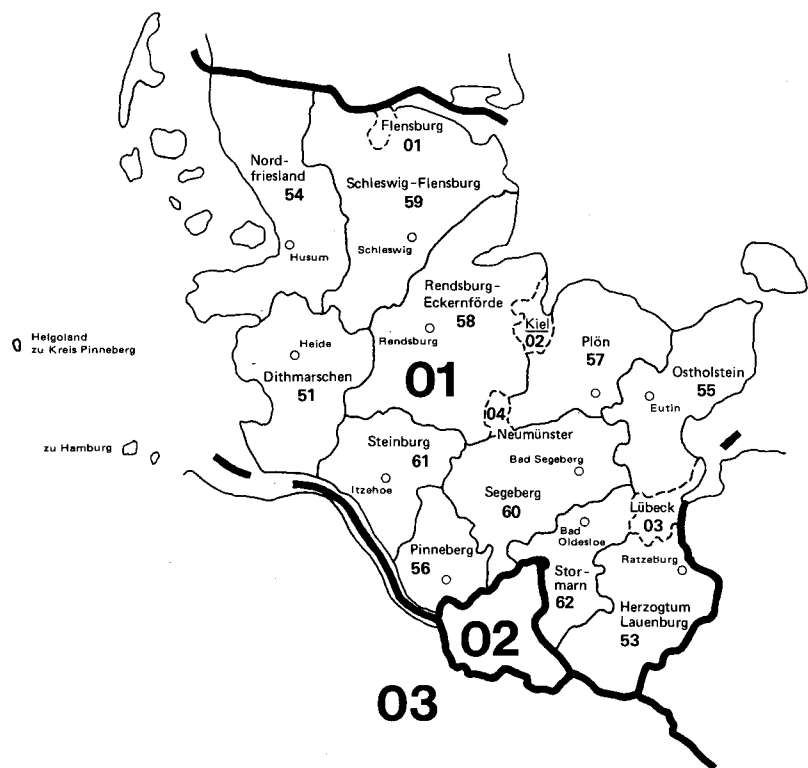 Flensburg
01
Nord-
friesland
54
Schleswig-Flensburg
59
Husum
Schleswig
Rendsburg-
Eckernförde
58
Rendsburg
Kiel
02
Plön
57
Ostholstein
55
Eutin
Helgoland
zu Kreis Pinneberg
Heide
Dithmarschen
51
01
04
Neumünster
zu Hamburg
Steinburg
61
Itzehoe
Bad Segeberg
Segeberg
60
Lübeck
03
Bad
Oldesloe
Pinneberg
56
Stor-
marn
62
Ratzeburg
Herzogtum
Lauenburg
53
02
03